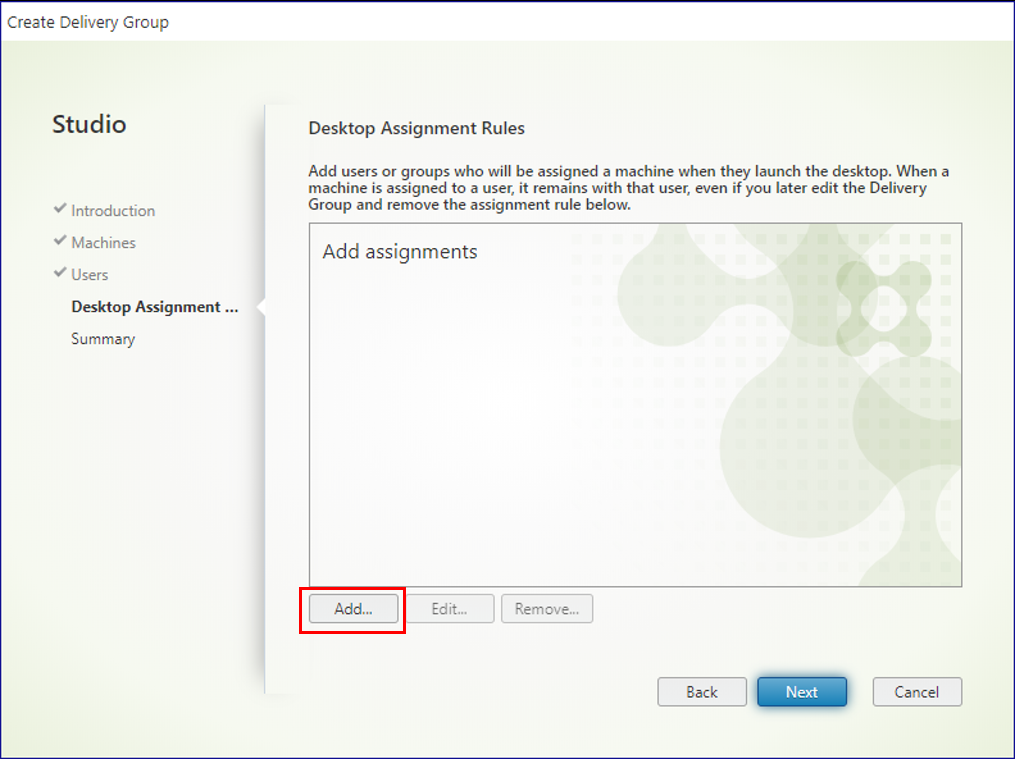 Create Delivery Group
Studio
Introduction
Machines
Users
Desktop Assignment ...
Summary
Desktop Assignment Rules
Add users or groups who will be assigned a machine when they launch the desktop. When a
machine is assigned to a user, it remains with that user, even if you later edit the Delivery
Group and remove the assignment rule below.
Add assignments
Add...
Edit...
Remove...
Back
Next
Cancel